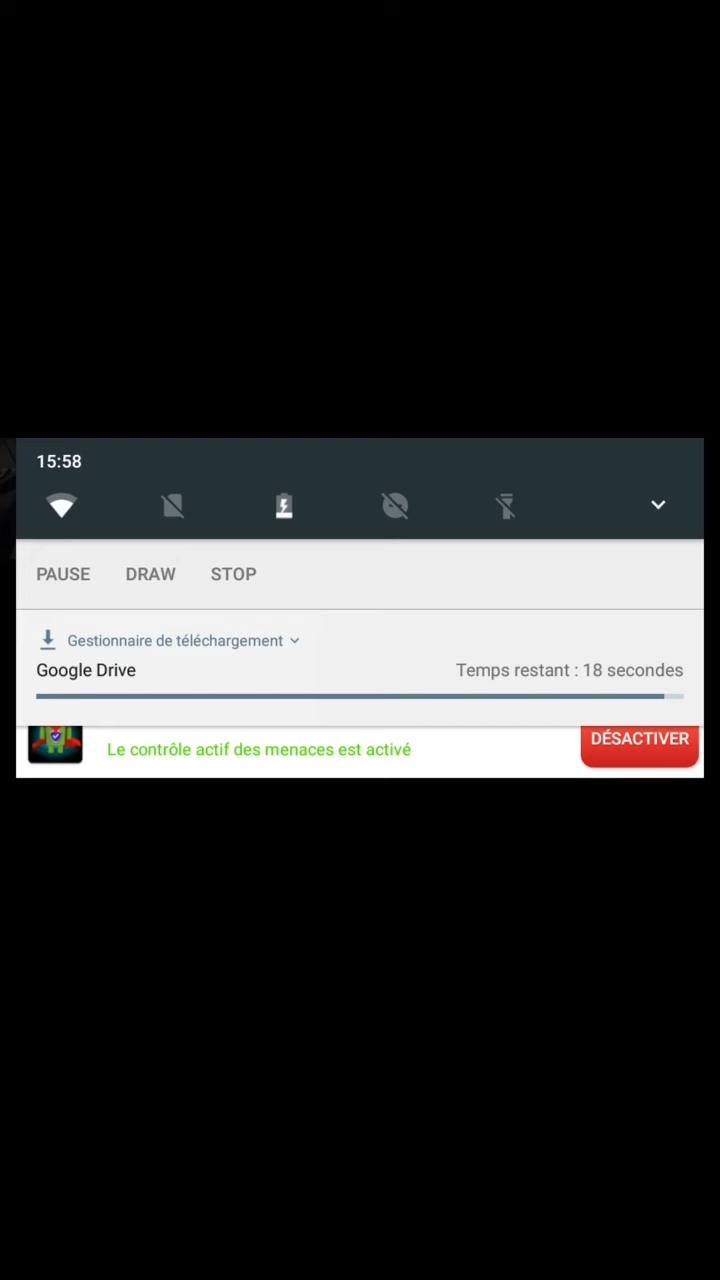 15:58
PAUSE DRAW STOP
Gestionnaire de téléchargement
Google Drive Temps restant : 18 secondes
Le contrôle actif des menaces est activé DÉSACTIVER